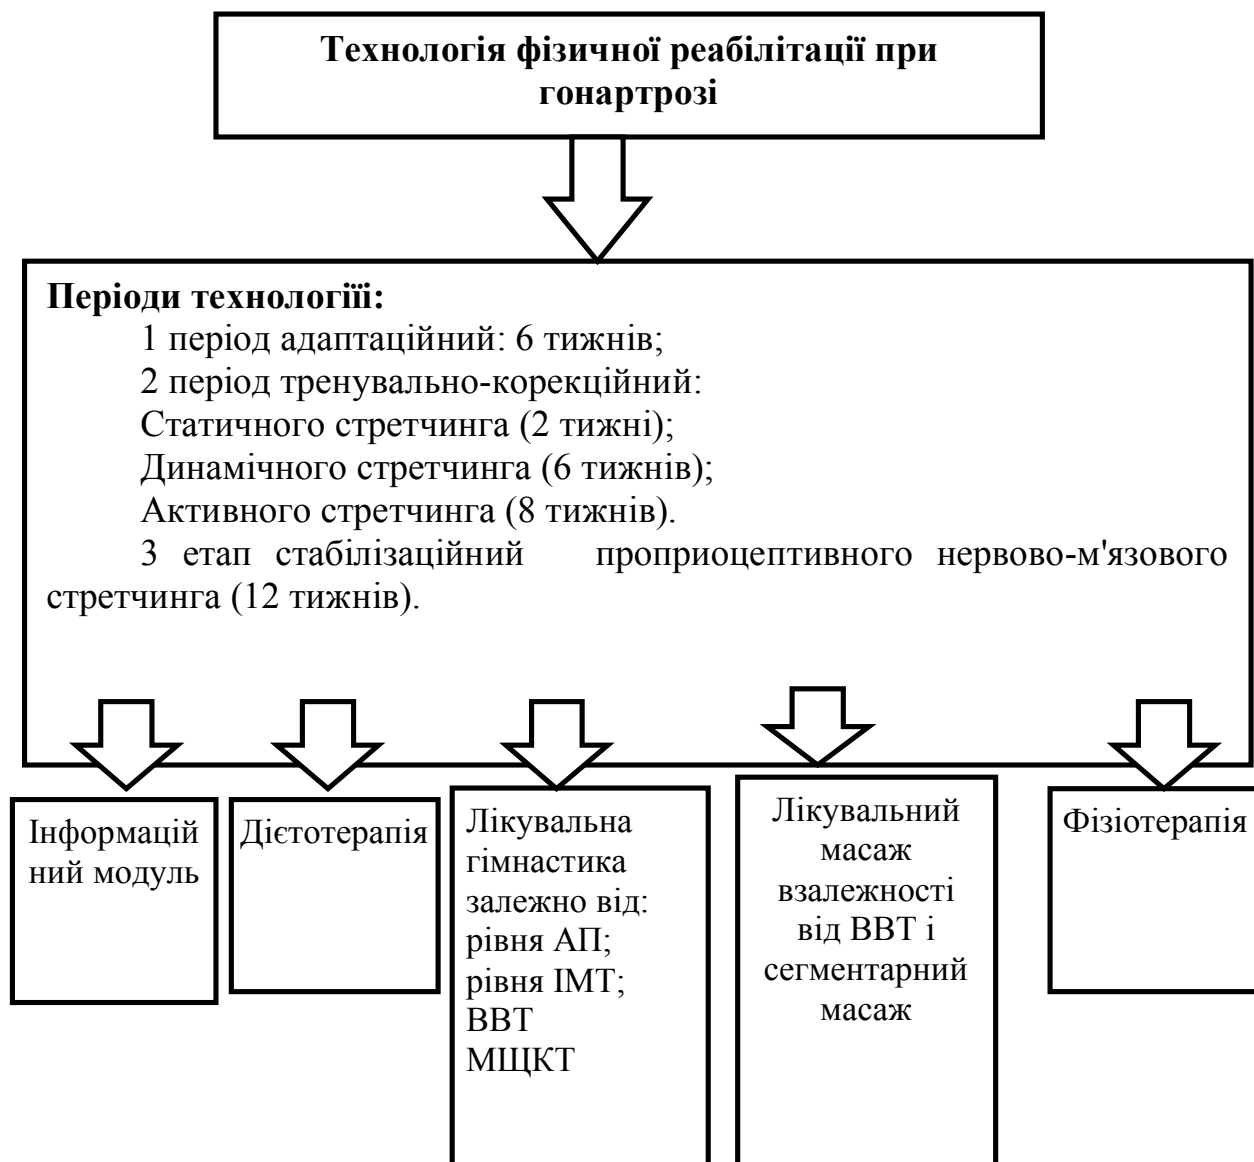 Технологія фізичної реабілітації при
гонартрозі
Періоди технологіїї:
1 період адаптаційний: 6 тижнів;
2 період тренувально-корекційний:
Статичного стретчинга (2 тижні);
Динамічного стретчинга (6 тижнів);
Активного стретчинга (8 тижнів).
3 етап стабілізаційний проприоцептивного нервово-м'язового
стретчинга (12 тижнів).
Інформацій
ний модуль
Дієтотерапія
Лікувальна
гімнастика
залежно від:
рівня АП;
рівня ІМТ;
ВВТ
МЩКТ
Лікувальний
масаж
взалежності
від ВВТ і
сегментарний
масаж
Фізіотерапія